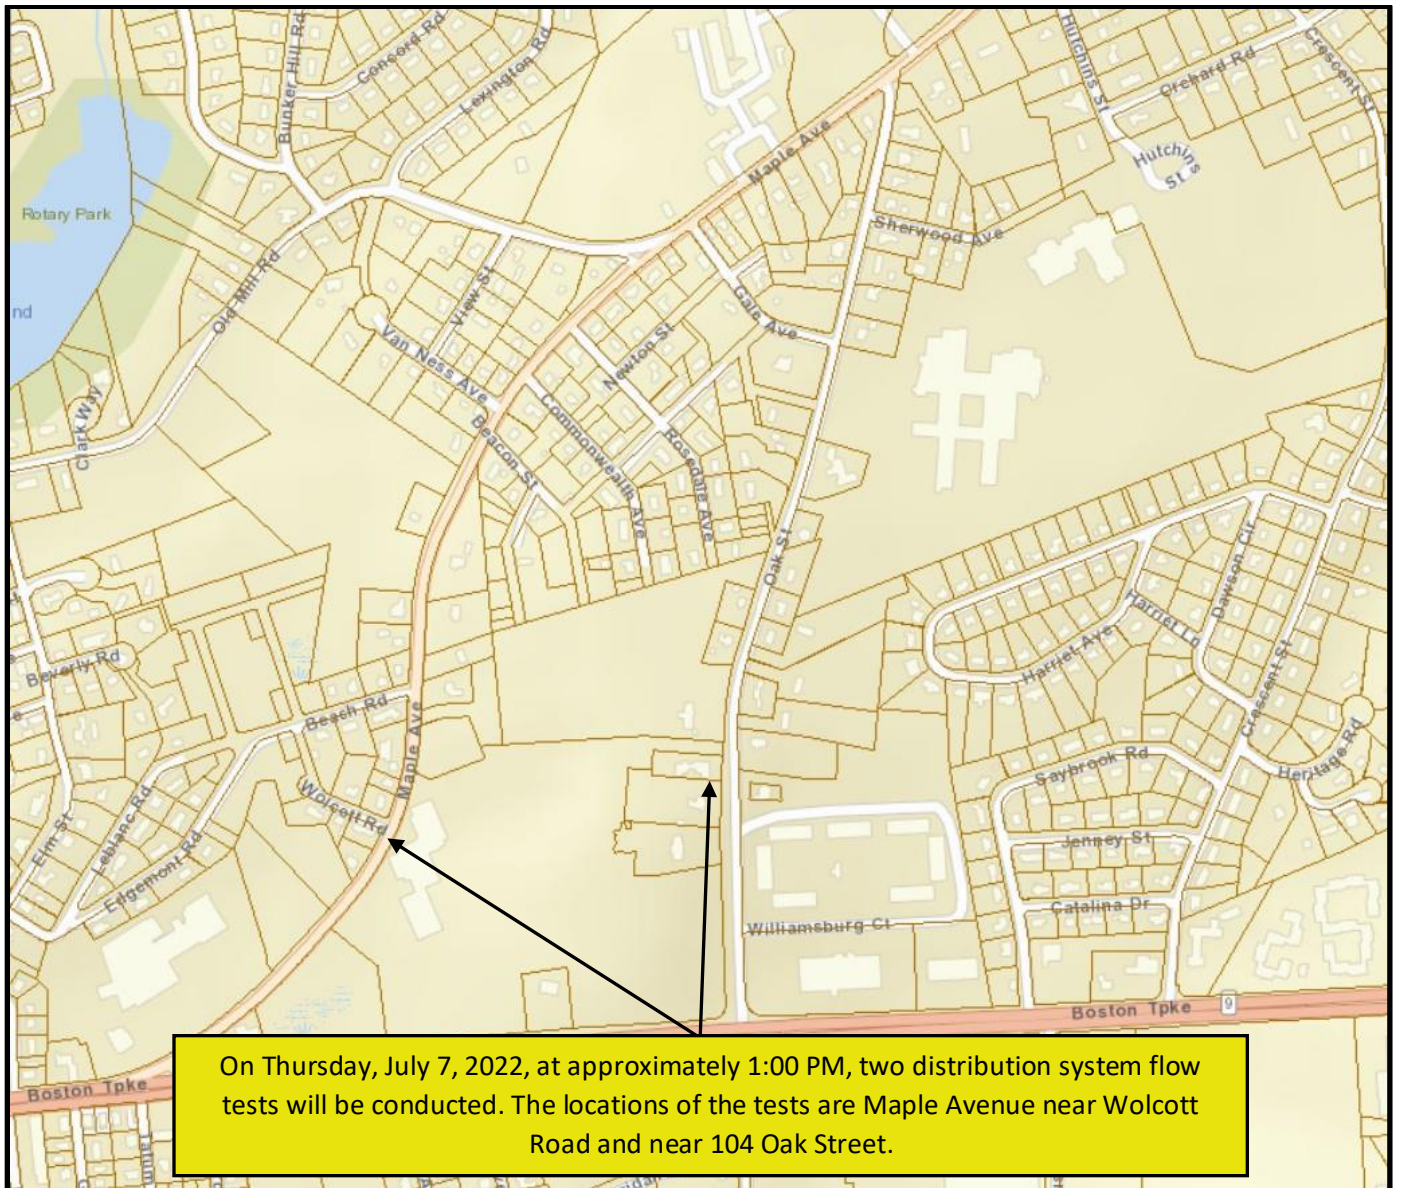 Bunker Hill Rd
Concord Rd
Lexington Rd
Hutchins St
Orchard Rd
Crescent St
Maple Ave
Hutchins
St
Rotary Park
Sherwood Ave
Old Mill Rd
View St
nd
Gale Ave
Van Ness Ave
Newton St
Clark Way
Beacon St
Commonwealth Ave
Rosedale Ave
Oak St
Dawson Cir
Harriet Ln
Harriet Ave
Beverly Rd
Beach Rd
Crescent St
Maple Ave
Heritage Rd
Saybrook Rd
Wolcott Rd
Leblanc Rd
Elm St
Edgemont Rd
Jenney St
4
Catalina Dr
Williamsburg Ct
9
Boston Tpke
Boston Tpke
On Thursday, July 7, 2022, at approximately 1:00 PM, two distribution system flow
tests will be conducted. The locations of the tests are Maple Avenue near Wolcott
Road and near 104 Oak Street.
Tatum